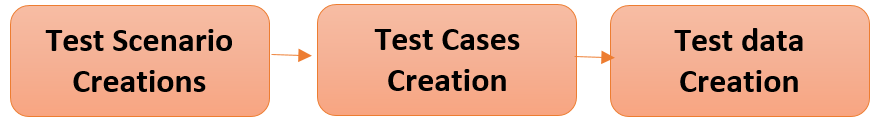 Test Scenario
Creations
Test Cases
Creation
Test data
Creation